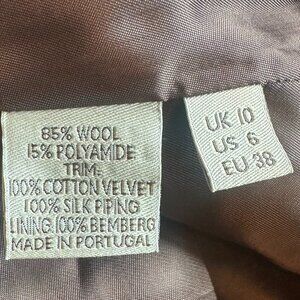 85% WOOL
15% POLYAMIDE
TRIM:
100% COTTON VELVET
100% SILK PIPING
LINING: 100% BEMBERG
MADE IN PORTUGAL
UK 10
US 6
EU 38